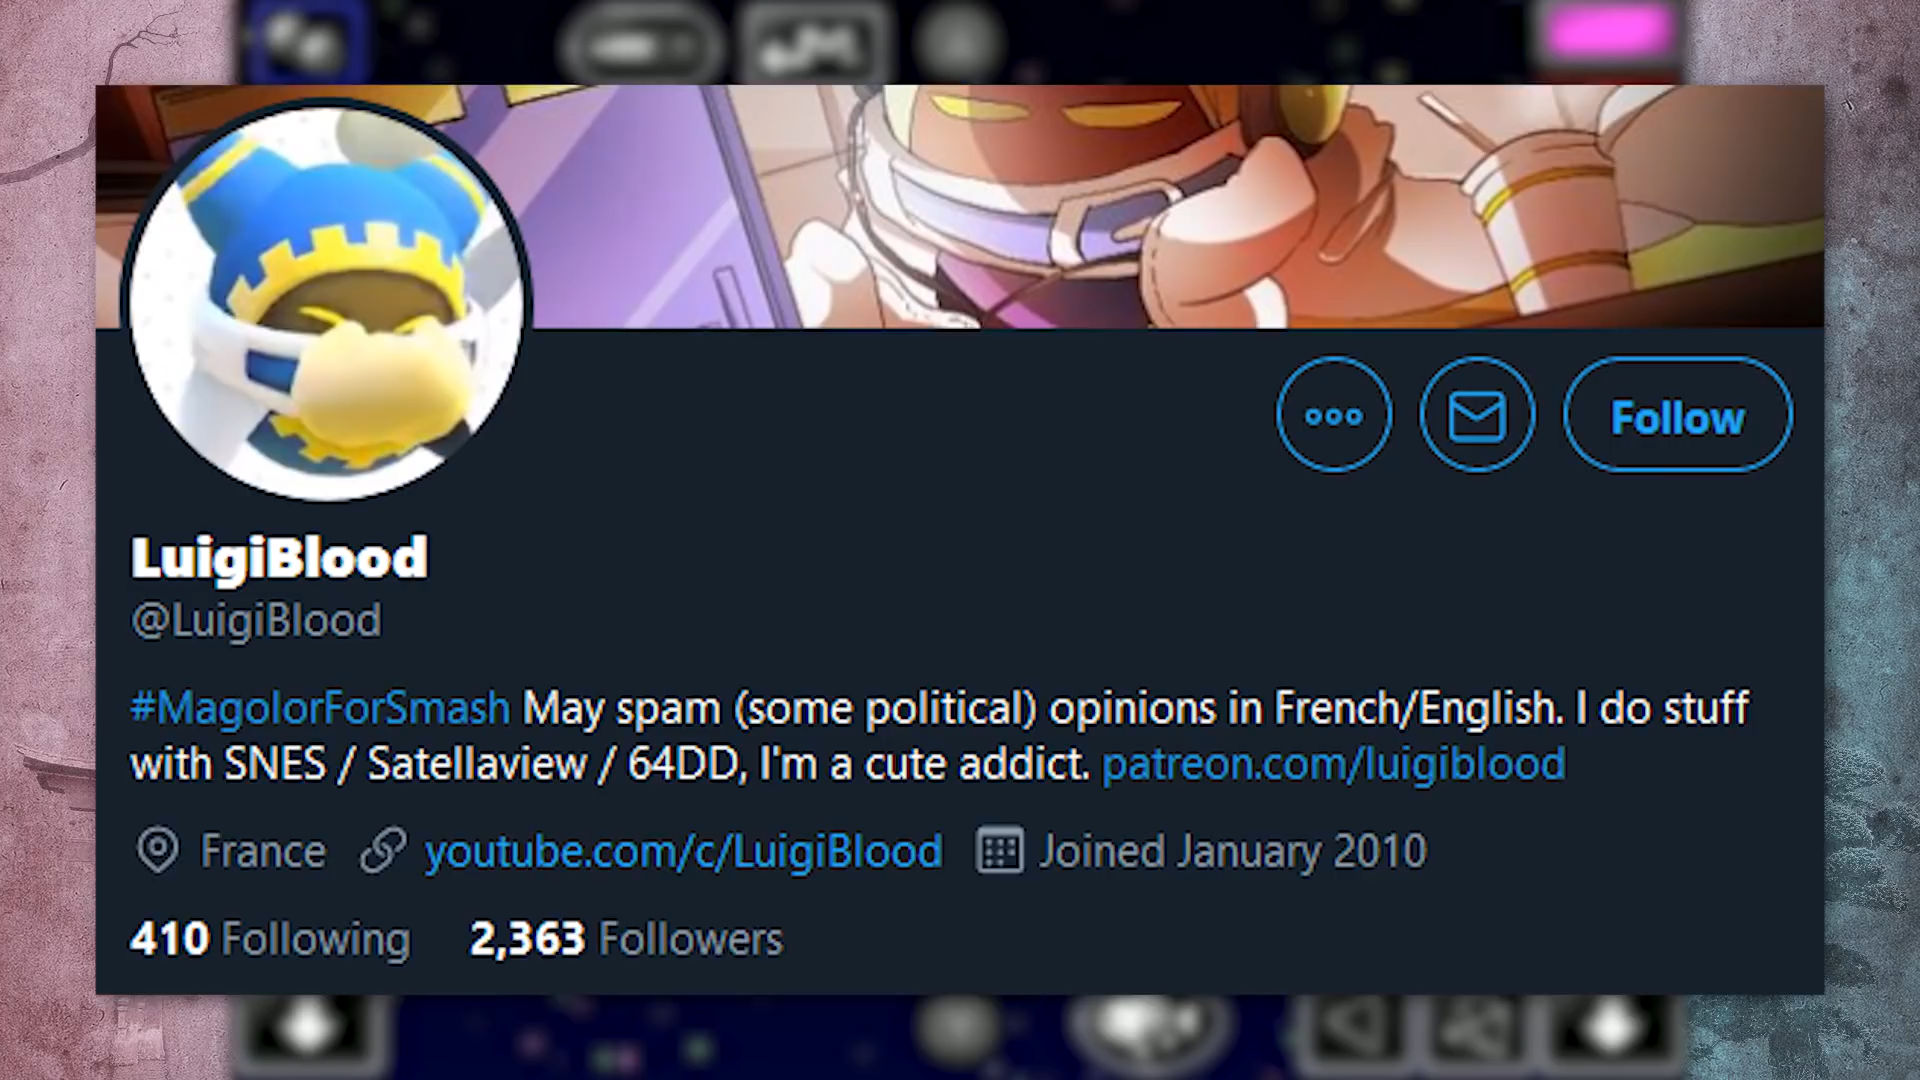 Follow
LuigiBlood
@LuigiBlood
#MagolorForSmash May spam (some political) opinions in French/English. I do stuff
with SNES / Satellaview / 64DD, I'm a cute addict. patreon.com/luigiblood
France youtube.com/c/LuigiBlood Joined January 2010
410 Following 2,363 Followers